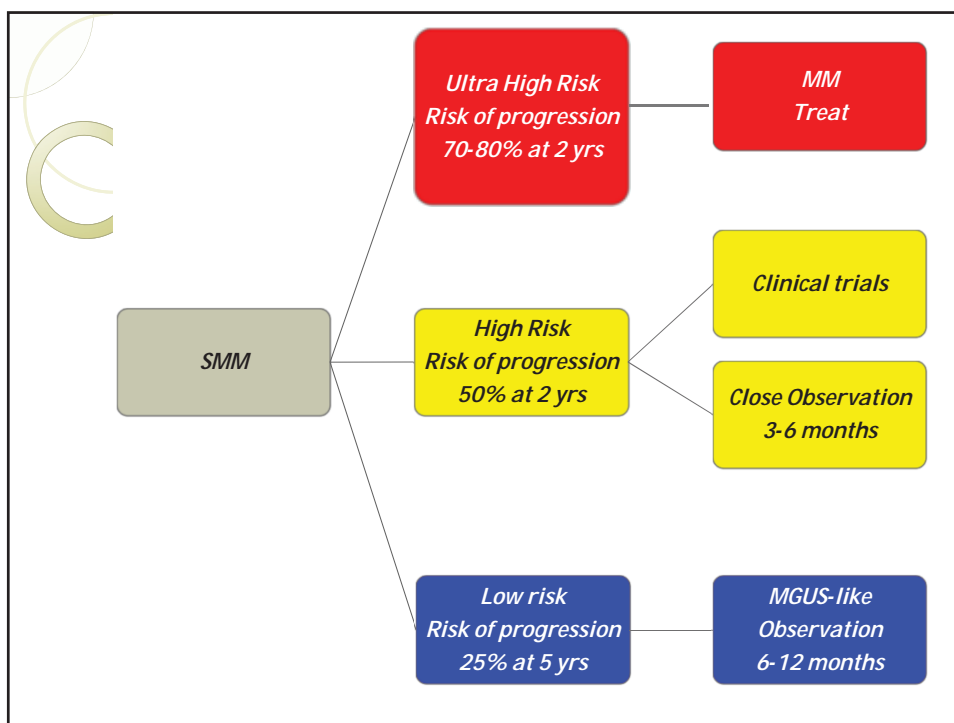 Ultra High Risk
Risk of progression
70-80% at 2 yrs
MM
Treat
SMM
High Risk
Risk of progression
50% at 2 yrs
Clinical trials
Close Observation
3-6 months
Low risk
Risk of progression
25% at 5 yrs
MGUS-like
Observation
6-12 months